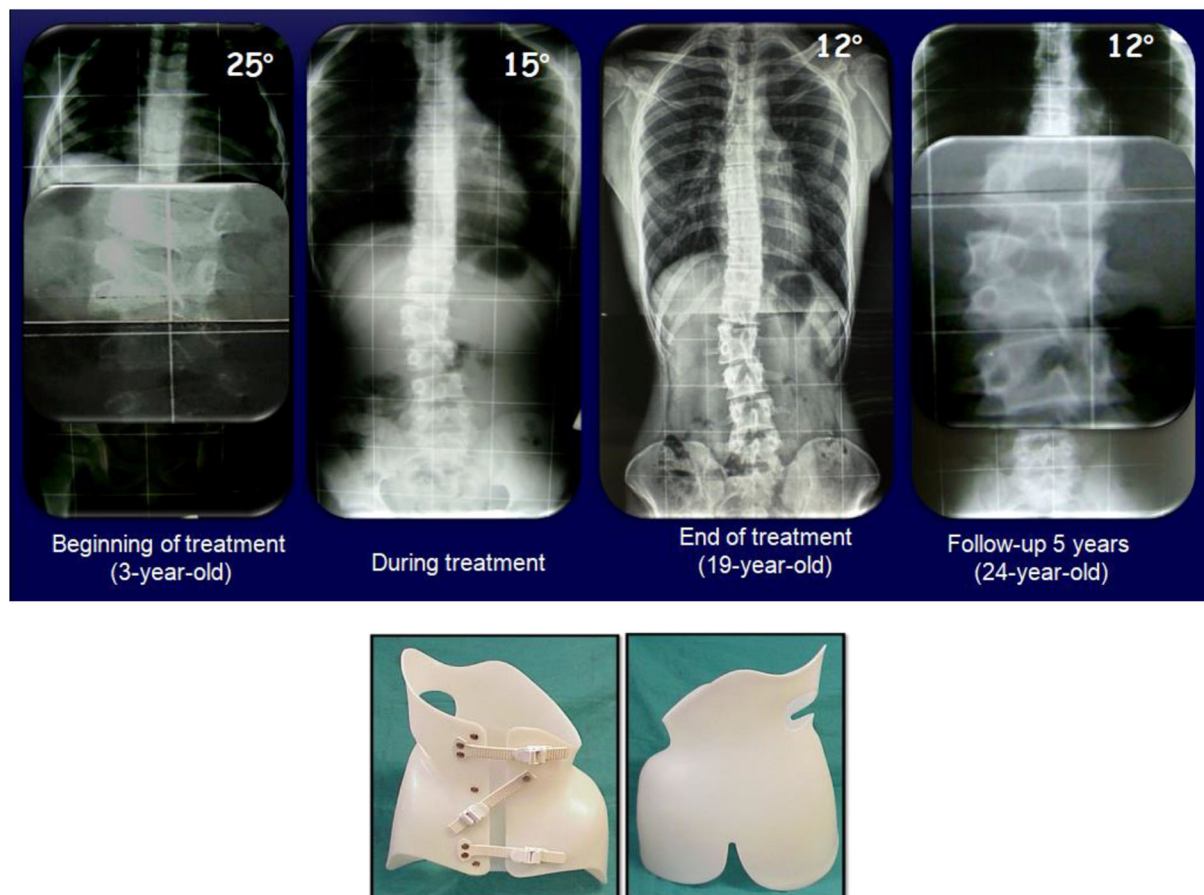 25°
15°
12°
12°
Beginning of treatment
(3-year-old)
During treatment
End of treatment
(19-year-old)
Follow-up 5 years
(24-year-old)